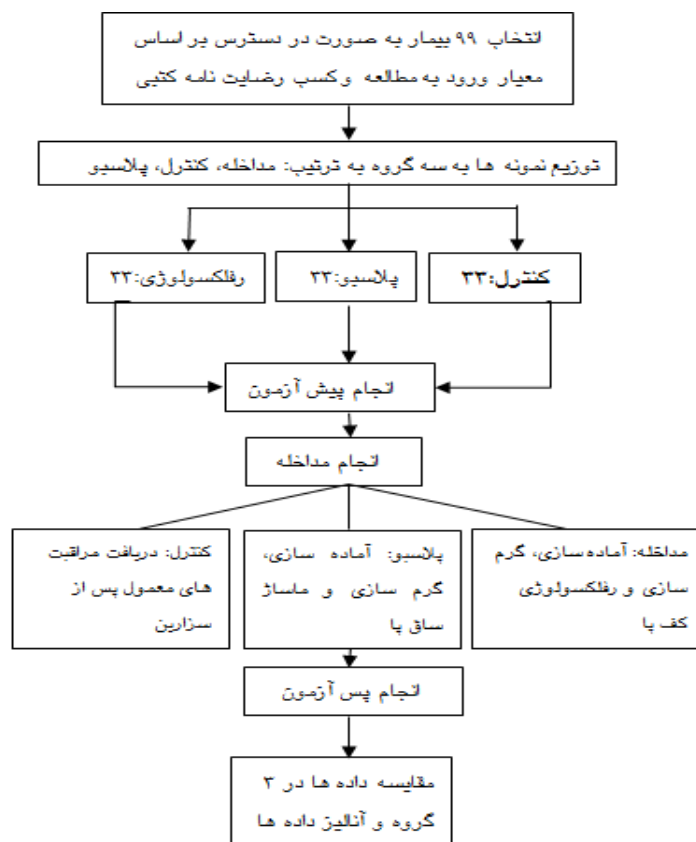 انتخاب ۹۹ بیمار به صورت در دسترس بر اساس
معیار ورود به مطالعه و کسب رضایت نامه کتبی
توزیع نمونه ها به سه گروه به ترتیب: مداخله، کنترل، پلاسبو
کنترل:۳۳
پلاسبو:۳۳
رفلکسولوژی:۳۳
انجام پیش آزمون
انجام مداخله
مداخله: آماده سازی، گرم
سازی و رفلکسولوژی
کف پا
پلاسبو: آماده سازی،
گرم سازی و ماساژ
ساق پا
کنترل: دریافت مراقبت
های معمول پس از
سزارین
انجام پس آزمون
مقایسه داده ها در ۳
گروه و آنالیز داده ها